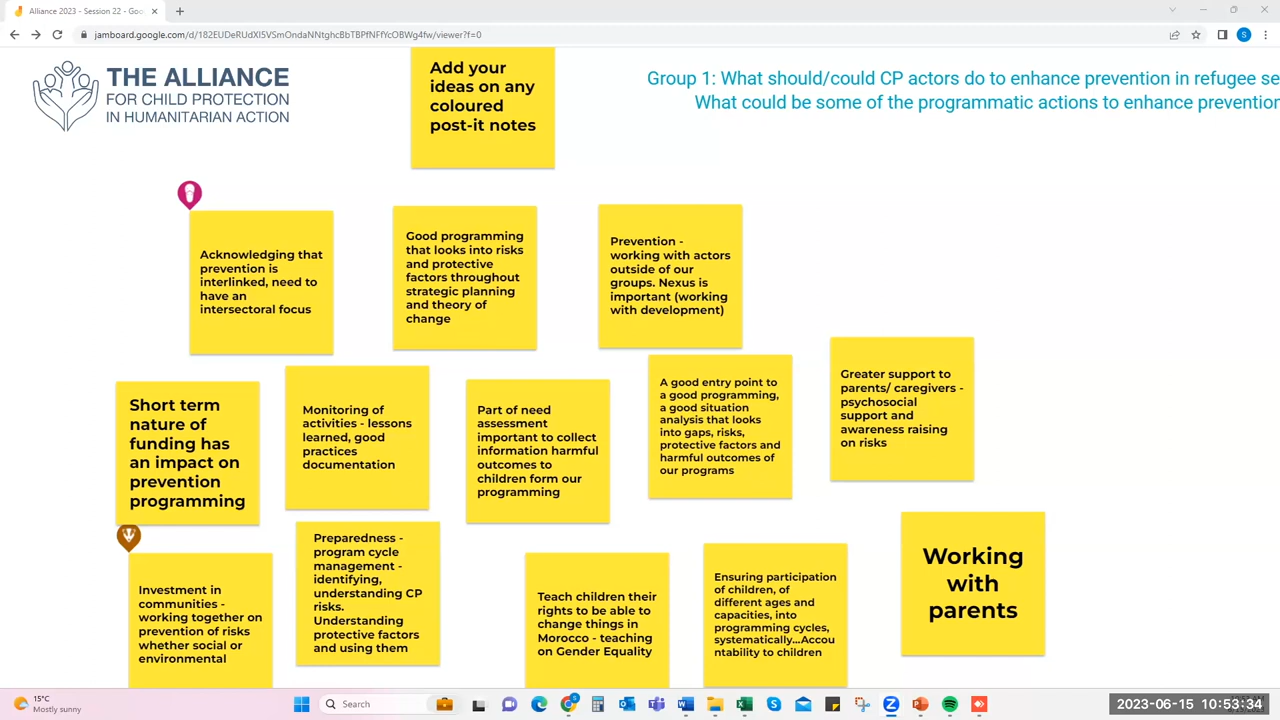 Alliance 2023 - Session 22 - Goo
jamboard.google.com/d/182EUDeRUdXI5VSmOndaNNtghcBbTBPfNFfYcOBWg4fw/viewer?f=0
THE ALLIANCE
FOR CHILD PROTECTION
IN HUMANITARIAN ACTION
Add your
ideas on any
coloured
post-it notes
Group 1: What should/could CP actors do to enhance prevention in refugee se
What could be some of the programmatic actions to enhance prevention
Acknowledging that
prevention is
interlinked, need to
have an
intersectoral focus
Good programming
that looks into risks
and protective
factors throughout
strategic planning
and theory of
change
Prevention -
working with actors
outside of our
groups. Nexus is
important (working
with development)
Short term
nature of
funding has
an impact on
prevention
programming
Monitoring of
activities - lessons
learned, good
practices
documentation
Part of need
assessment
important to collect
information harmful
outcomes to
children form our
programming
A good entry point to
a good programming,
a good situation
analysis that looks
into gaps, risks,
protective factors and
harmful outcomes of
our programs
Greater support to
parents/ caregivers -
psychosocial
support and
awareness raising
on risks
Investment in
communities -
working together on
prevention of risks
whether social or
environmental
Preparedness -
program cycle
management -
identifying,
understanding CP
risks.
Understanding
protective factors
and using them
Teach children their
rights to be able to
change things in
Morocco - teaching
on Gender Equality
Ensuring participation
of children, of
different ages and
capacities, into
programming cycles,
systematically...Accou
ntability to children
Working
with
parents
15°C
Mostly sunny
Search
2023-06-15 10:53:34